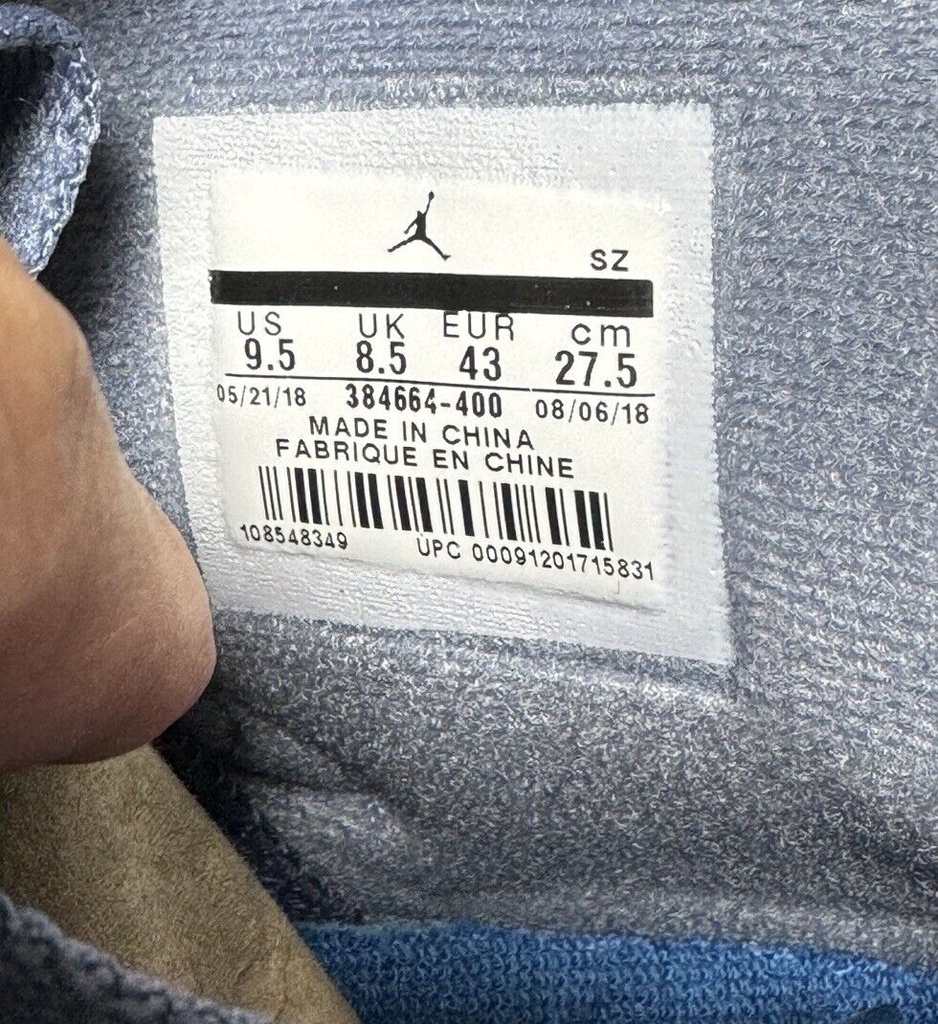 SZ
US UK EUR cm
9.5 8.5 43 27.5
05/21/18 384664-400 08/06/18
MADE IN CHINA
FABRIQUE EN CHINE
108548349 UPC 00091201715831